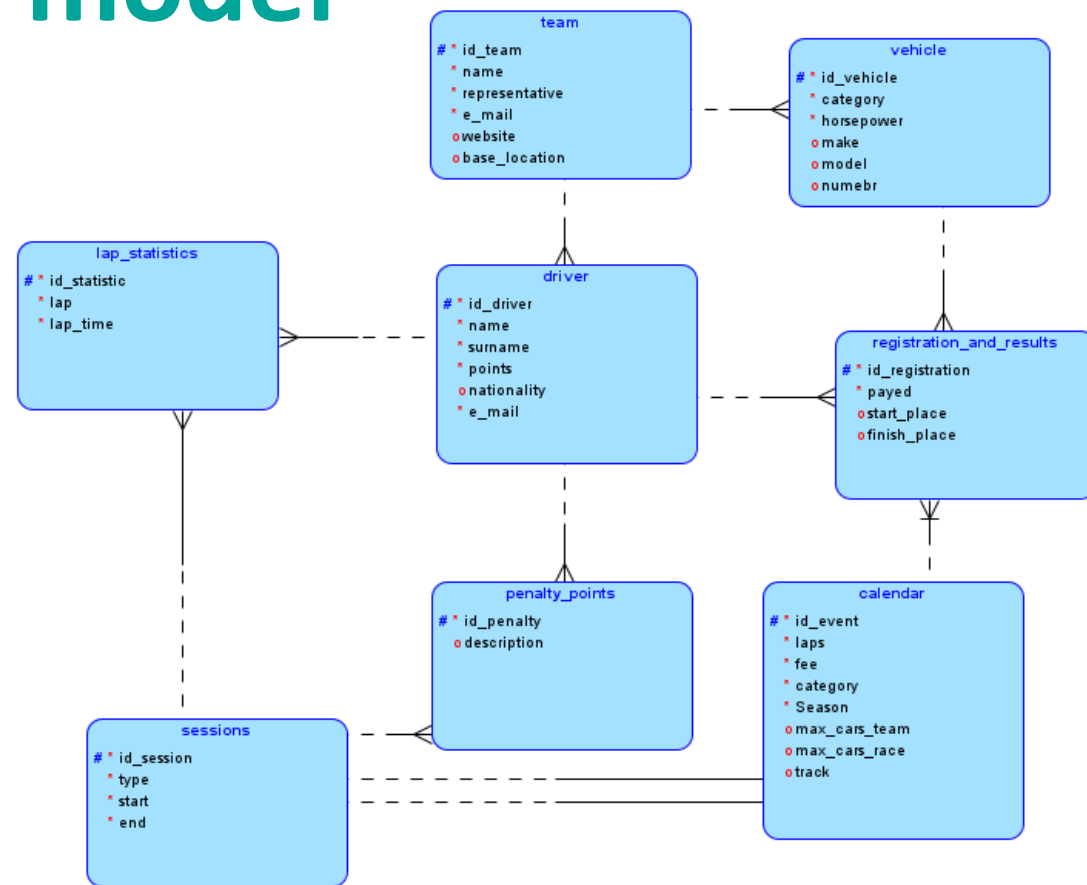 model
team
# * id_team
* name
* representative
* e_mail
o website
o base_location
vehicle
# * id_vehicle
* category
* horsepower
o make
o model
o numebr
lap_statistics
# * id_statistic
* lap
* lap_time
driver
# * id_driver
* name
* surname
* points
o nationality
* e_mail
registration_and_results
# * id_registration
* payed
o start_place
o finish_place
penalty_points
# * id_penalty
o description
calendar
# * id_event
* laps
* fee
* category
* Season
o max_cars_team
o max_cars_race
o track
sessions
# * id_session
* type
* start
* end